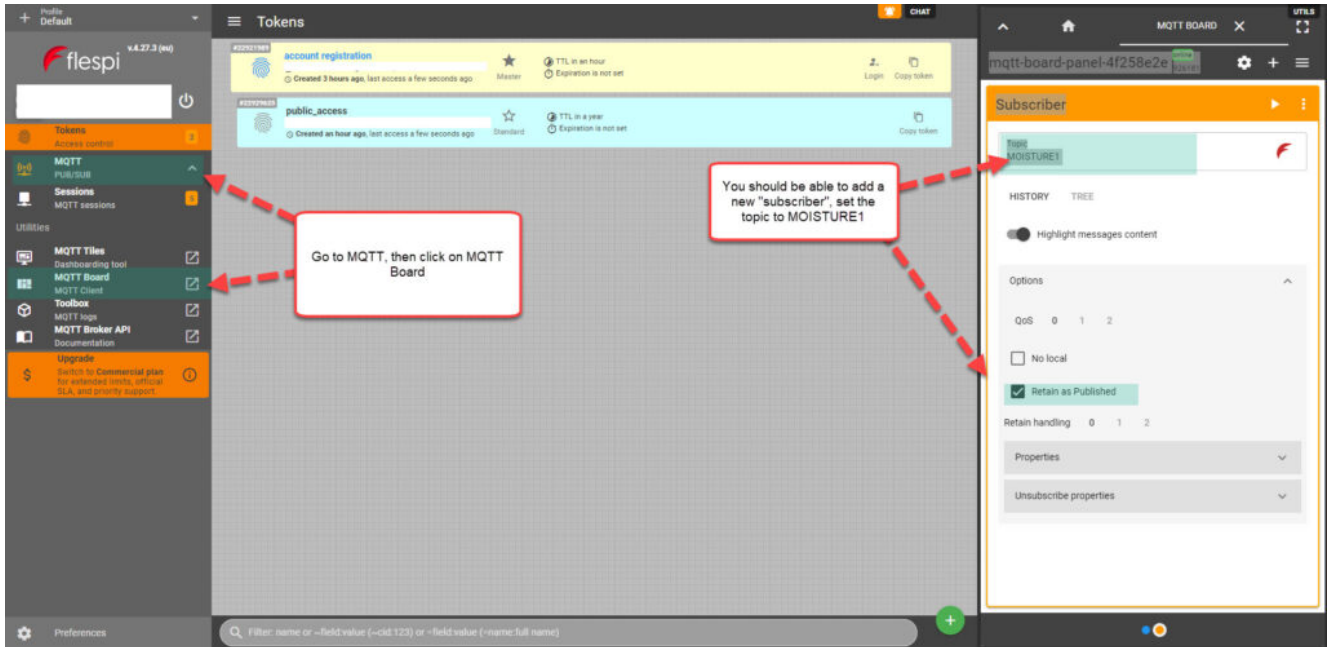 Profile
Default
flespi
v.4.27.3 (eu)
Tokens
Access control
MQTT
PUB/SUB
Sessions
MQTT sessions
Utilities
MQTT Tiles
Dashboarding tool
MQTT Board
MQTT Client
Toolbox
MQTT logs
MQTT Broker API
Documentation
Upgrade
Switch to Commercial plan
for extended limits, official
SLA, and priority support.
Preferences
Tokens
CHAT
account registration
Created 3 hours ago, last access a few seconds ago
Master
TTL in an hour
Expiration is not set
Login
Copy token
public_access
Created an hour ago, last access a few seconds ago
Standard
TTL in a year
Expiration is not set
Copy token
Go to MQTT, then click on MQTT
Board
You should be able to add a
new "subscriber", set the
topic to MOISTURE1
Filter: name or ~field:value (~cid:123) or =field:value (=name:full name)
UTILS
MQTT BOARD
mqtt-board-panel-4f258e2e
Subscriber
Topic
MOISTURE1
HISTORY TREE
Highlight messages content
Options
QoS 0 1 2
No local
Retain as Published
Retain handling 0 1 2
Properties
Unsubscribe properties